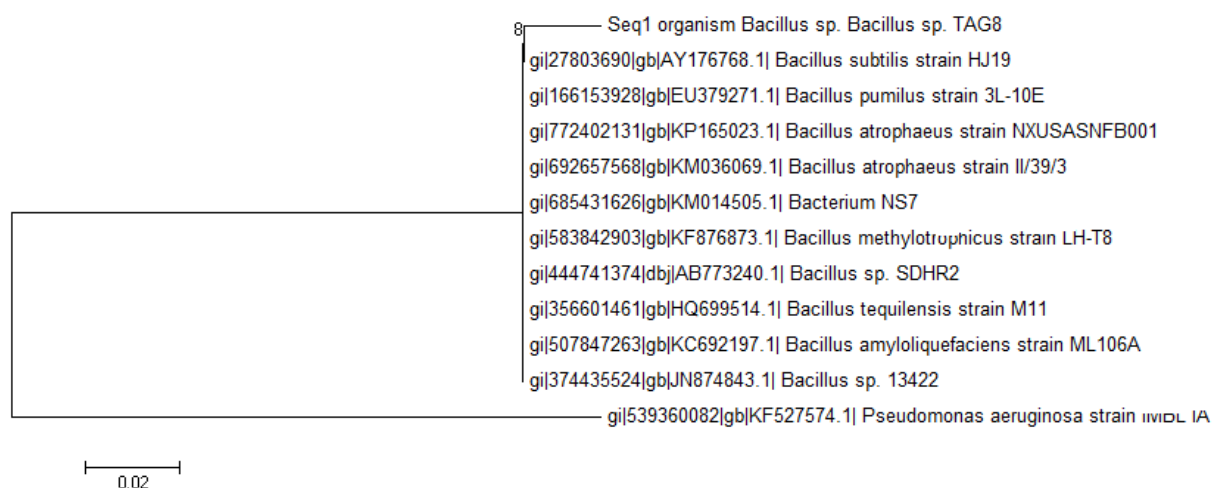 Seq1 organism Bacillus sp. Bacillus sp. TAG8
8
gi|27803690|gb|AY176768.1| Bacillus subtilis strain HJ19
gi|166153928|gb|EU379271.1| Bacillus pumilus strain 3L-10E
gi|772402131|gb|KP165023.1| Bacillus atrophaeus strain NXUSASNFB001
gi|692657568|gb|KM036069.1| Bacillus atrophaeus strain II/39/3
gi|685431626|gb|KM014505.1| Bacterium NS7
gi|583842903|gb|KF876873.1| Bacillus methylotrophicus strain LH-T8
gi|444741374|dbj|AB773240.1| Bacillus sp. SDHR2
gi|356601461|gb|HQ699514.1| Bacillus tequilensis strain M11
gi|507847263|gb|KC692197.1| Bacillus amyloliquefaciens strain ML106A
gi|374435524|gb|JN874843.1| Bacillus sp. 13422
gi|539360082|gb|KF527574.1| Pseudomonas aeruginosa strain
0.02